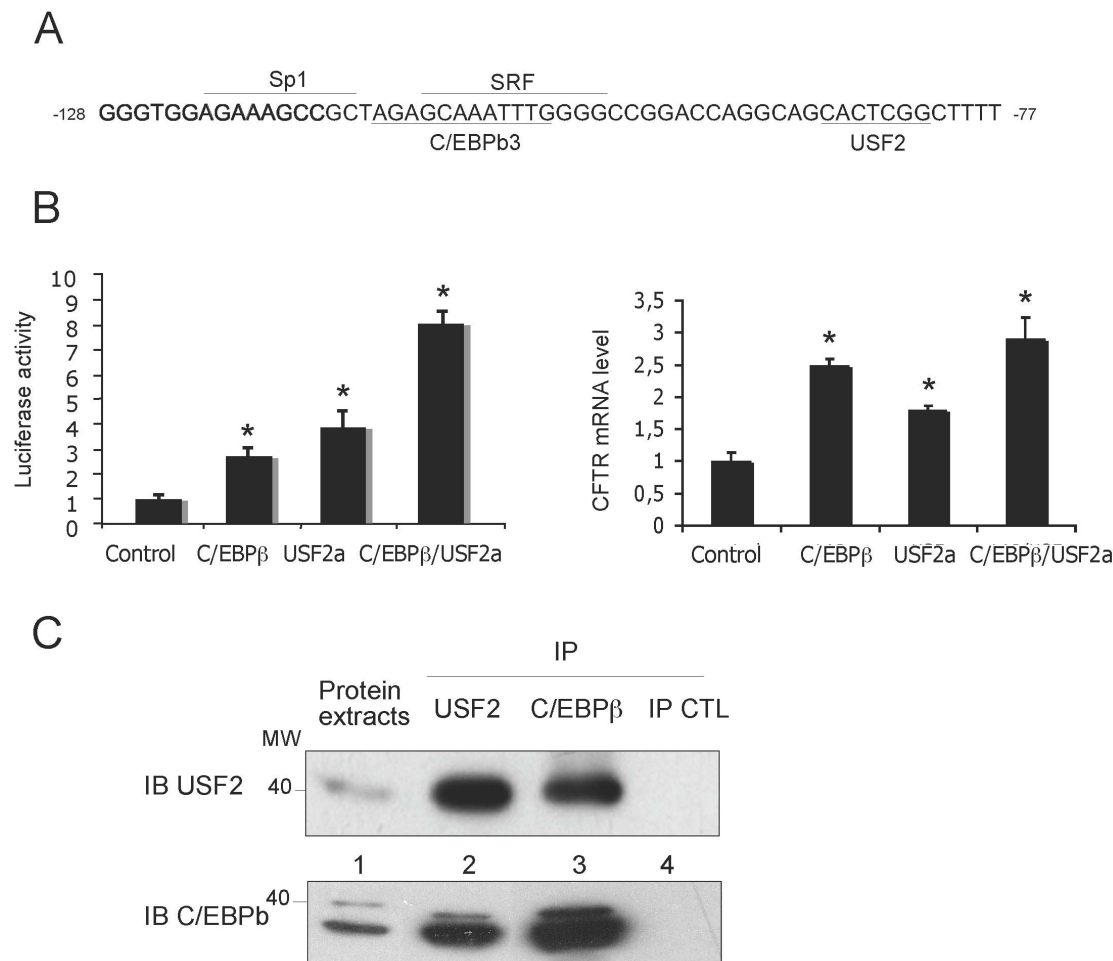 A
Sp1 SRF
-128 GGGTGGAGAAAGCCGCTAGAGCAAATTTGGGGCCGGACCAGGCAGCACTCGGCTTTT -77
C/EBPb3 USF2
B
Luciferase activity
10
9
8
7
6
5
4
3
2
1
0
* * *
Control C/EBPβ USF2a C/EBPβ/USF2a
CFTR mRNA level
3,5
3
2,5
2
1,5
1
0,5
0
* * *
Control C/EBPβ USF2a C/EBPβ/USF2a
C
IP
Protein
extracts USF2 C/EBPβ IP CTL
MW
IB USF2 40
1 2 3 4
40
IB C/EBPb